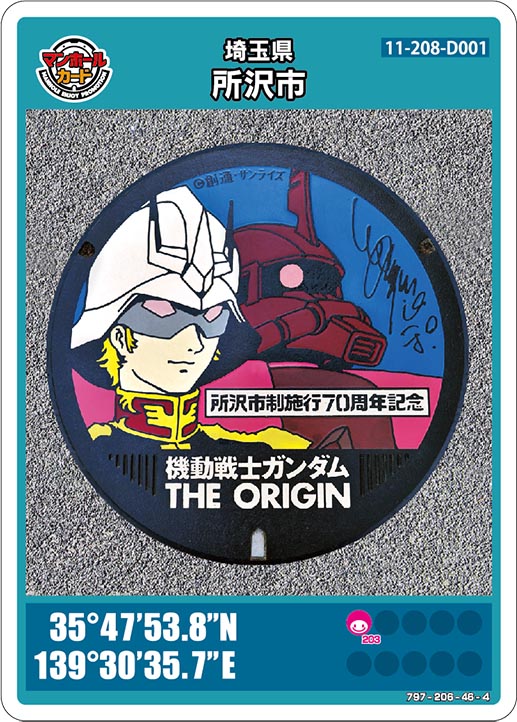 マンホール
カード
MANHOLE
埼玉県
所沢市
11-208-D001
©創通・サンライズ
所沢市制施行70周年記念
機動戦士ガンダム
THE ORIGIN
35°47’53.8”N
139°30’35.7”E
203
797-206-46-4